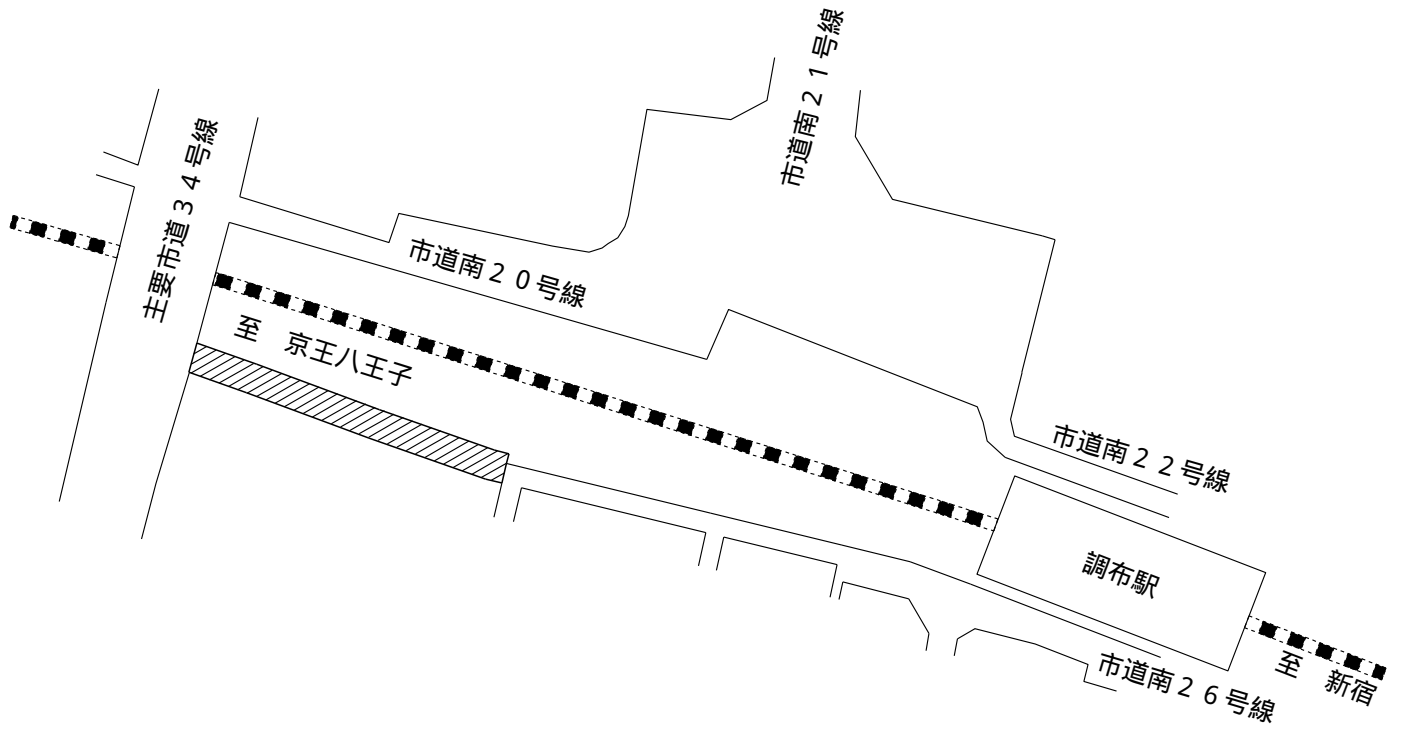 市道南２１号線
主要市道３４号線
市道南２０号線
至　京王八王子
市道南２２号線
調布駅
至　新宿
市道南２６号線